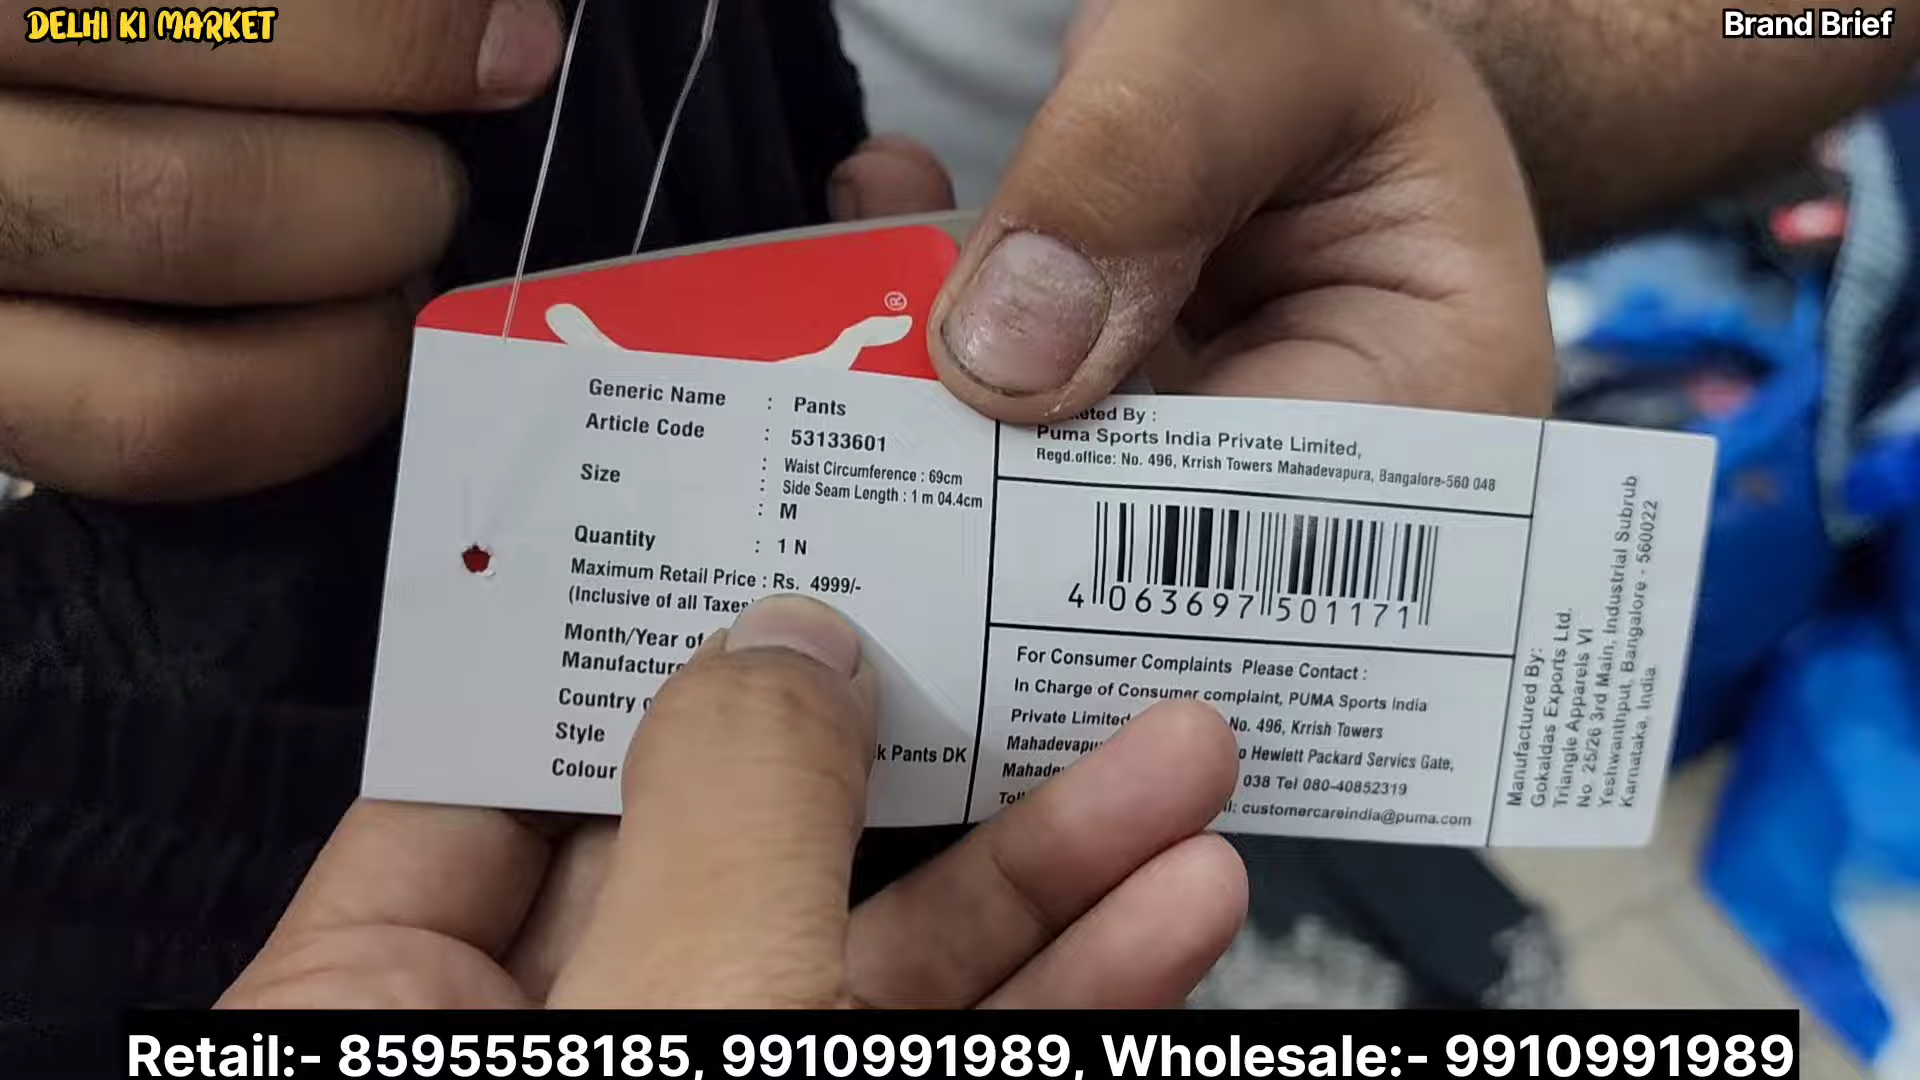 DELHI KI MARKET
Brand Brief
®
Generic Name : Pants
Article Code : 53133601
Size : Waist Circumference : 69cm
: Side Seam Length : 1 m 04.4cm
: M
Quantity : 1 N
Maximum Retail Price : Rs. 4999/-
(Inclusive of all Taxes
Month/Year of
Manufacture
Country
Style
Pants DK
Colour
By :
Puma Sports India Private Limited,
Regd.office: No. 496, Krrish Towers Mahadevapura, Bangalore-560 048
4 063697 501171
For Consumer Complaints Please Contact :
In Charge of Consumer complaint, PUMA Sports India
Private Limited No. 496, Krrish Towers
Hewlett Packard Servics Gate,
038 Tel 080-40852319
customercareindia@puma.com
Manufactured By:
Gokaldas Exports Ltd.
Triangle Apparels VI
No. 25/26 3rd Main, Industrial Subrub
Yeshwanthput, Bangalore - 560022
Karnataka, India
Retail:- 8595558185, 9910991989, Wholesale:- 9910991989